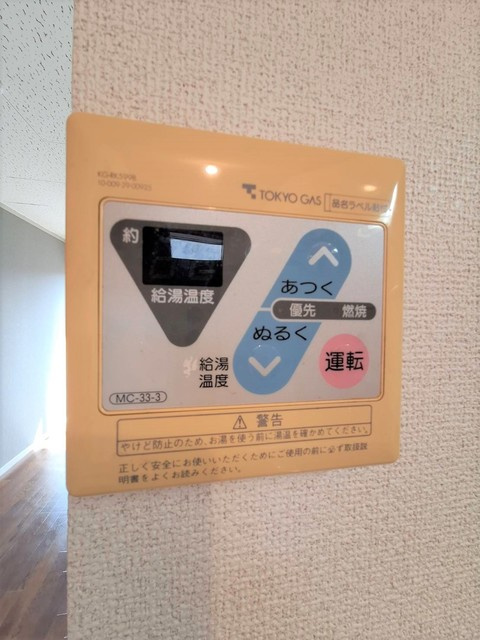 TOKYO GAS
約
給湯温度
あつく
優先 燃焼
ぬるく
給湯
温度
運転
MC-33-3
警告
やけど防止のため、お湯を使う前に湯温を確かめてください。
正しく安全にお使いいただくためにご使用の前に必ず取扱説
明書をよくお読みください。